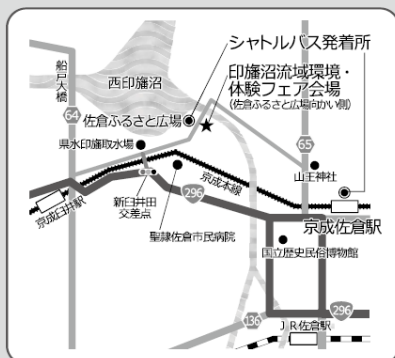 シャトルバス発着所
船戸大橋
西印旛沼
印旛沼流域環境・
体験フェア会場
(佐倉ふるさと広場向かい側)
64
佐倉ふるさと広場
65
県水印旛取水場
山王神社
京成本線
京成臼井駅
新臼井田
交差点
296
京成佐倉駅
聖隷佐倉市民病院
国立歴史民俗博物館
136
296
JR佐倉駅